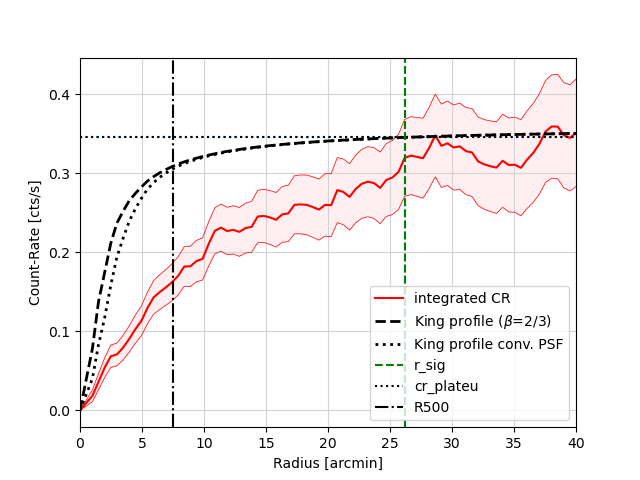 0.4
0.3
0.2
0.1
0.0
Count-Rate [cts/s]
integrated CR
King profile (β=2/3)
King profile conv. PSF
r_sig
cr_plateu
R500
0 5 10 15 20 25 30 35 40
Radius [arcmin]